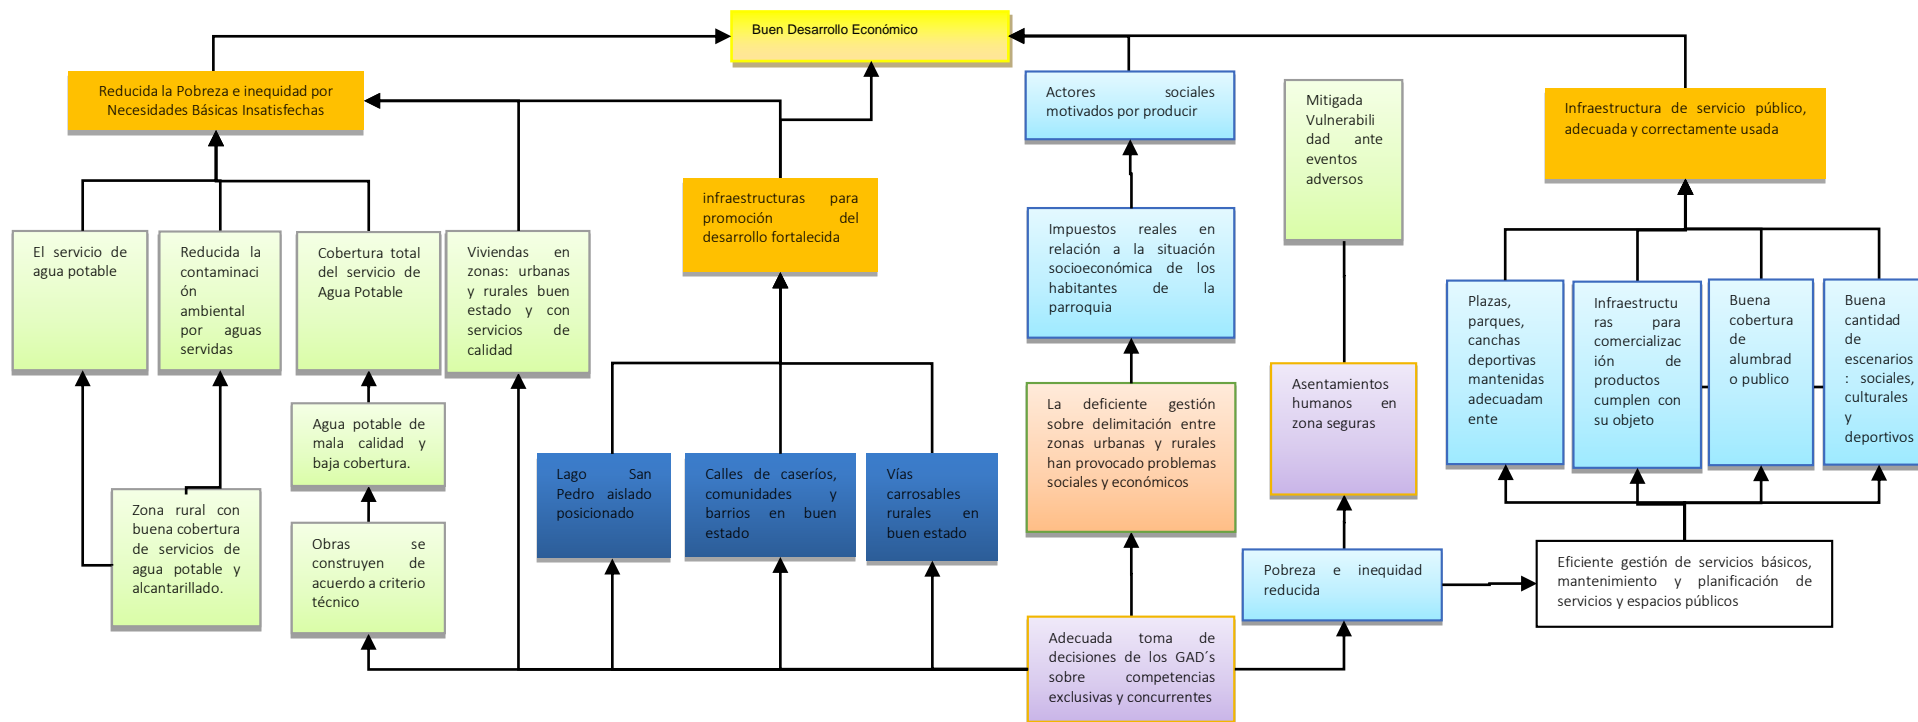 Buen Desarrollo Económico
Reducida la Pobreza e inequidad por
Necesidades Básicas Insatisfechas
Actores sociales
motivados por producir
Mitigada
Vulnerabili
dad ante
eventos
adversos
Infraestructura de servicio público,
adecuada y correctamente usada
infraestructuras para
promoción del
desarrollo fortalecida
El servicio de
agua potable
Reducida la
contaminaci
ón
ambiental
por aguas
servidas
Cobertura total
del servicio de
Agua Potable
Viviendas en
zonas: urbanas
y rurales buen
estado y con
servicios de
calidad
Impuestos reales en
relación a la situación
socioeconómica de los
habitantes de la
parroquia
Plazas,
parques,
canchas
deportivas
mantenidas
adecuadam
ente
Infraestructu
ras para
comercializac
ión de
productos
cumplen con
su objeto
Buena
cobertura
de
alumbrad
o publico
Buena
cantidad
de
escenarios
: sociales,
culturales
y
deportivos
Agua potable de
mala calidad y
baja cobertura.
La deficiente gestión
sobre delimitación entre
zonas urbanas y rurales
han provocado problemas
sociales y económicos
Asentamientos
humanos en
zona seguras
Lago San
Pedro aislado
posicionado
Calles de caseríos,
comunidades y
barrios en buen
estado
Vías
carrosables
rurales en
buen estado
Zona rural con
buena cobertura
de servicios de
agua potable y
alcantarillado.
Obras se
construyen de
acuerdo a criterio
técnico
Pobreza e inequidad
reducida
Eficiente gestión de servicios básicos,
mantenimiento y planificación de
servicios y espacios públicos
Adecuada toma de
decisiones de los GAD´s
sobre competencias
exclusivas y concurrentes